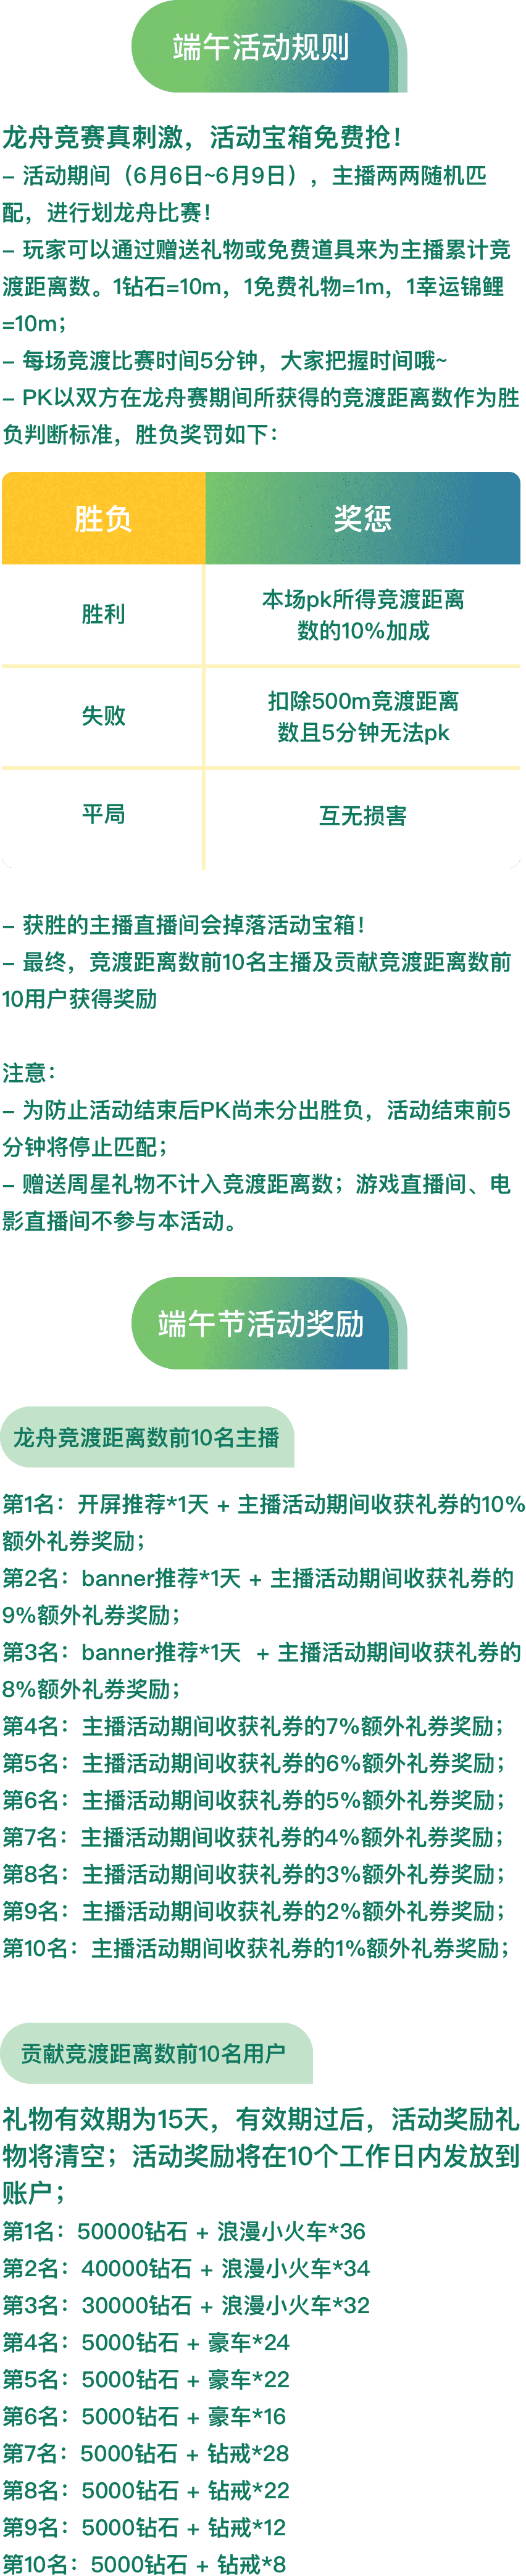 端午活动规则
龙舟竞赛真刺激，活动宝箱免费抢！
- 活动期间（6月6日~6月9日），主播两两随机匹
配，进行划龙舟比赛！
- 玩家可以通过赠送礼物或免费道具来为主播累计竞
渡距离数。1钻石=10m，1免费礼物=1m，1幸运锦鲤
=10m；
- 每场竞渡比赛时间5分钟，大家把握时间哦~
- PK以双方在龙舟赛期间所获得的竞渡距离数作为胜
负判断标准，胜负奖罚如下：
胜负 奖惩
胜利 本场pk所得竞渡距离
数的10%加成
失败 扣除500m竞渡距离
数且5分钟无法pk
平局 互无损害
- 获胜的主播直播间会掉落活动宝箱！
- 最终，竞渡距离数前10名主播及贡献竞渡距离数前
10用户获得奖励
注意：
- 为防止活动结束后PK尚未分出胜负，活动结束前5
分钟将停止匹配；
- 赠送周星礼物不计入竞渡距离数；游戏直播间、电
影直播间不参与本活动。
端午节活动奖励
龙舟竞渡距离数前10名主播
第1名：开屏推荐*1天 + 主播活动期间收获礼券的10%
额外礼券奖励；
第2名：banner推荐*1天 + 主播活动期间收获礼券的
9%额外礼券奖励；
第3名：banner推荐*1天 + 主播活动期间收获礼券的
8%额外礼券奖励；
第4名：主播活动期间收获礼券的7%额外礼券奖励；
第5名：主播活动期间收获礼券的6%额外礼券奖励；
第6名：主播活动期间收获礼券的5%额外礼券奖励；
第7名：主播活动期间收获礼券的4%额外礼券奖励；
第8名：主播活动期间收获礼券的3%额外礼券奖励；
第9名：主播活动期间收获礼券的2%额外礼券奖励；
第10名：主播活动期间收获礼券的1%额外礼券奖励；
贡献竞渡距离数前10名用户
礼物有效期为15天，有效期过后，活动奖励礼
物将清空；活动奖励将在10个工作日内发放到
账户；
第1名：50000钻石 + 浪漫小火车*36
第2名：40000钻石 + 浪漫小火车*34
第3名：30000钻石 + 浪漫小火车*32
第4名：5000钻石 + 豪车*24
第5名：5000钻石 + 豪车*22
第6名：5000钻石 + 豪车*16
第7名：5000钻石 + 钻戒*28
第8名：5000钻石 + 钻戒*22
第9名：5000钻石 + 钻戒*12
第10名：5000钻石 + 钻戒*8